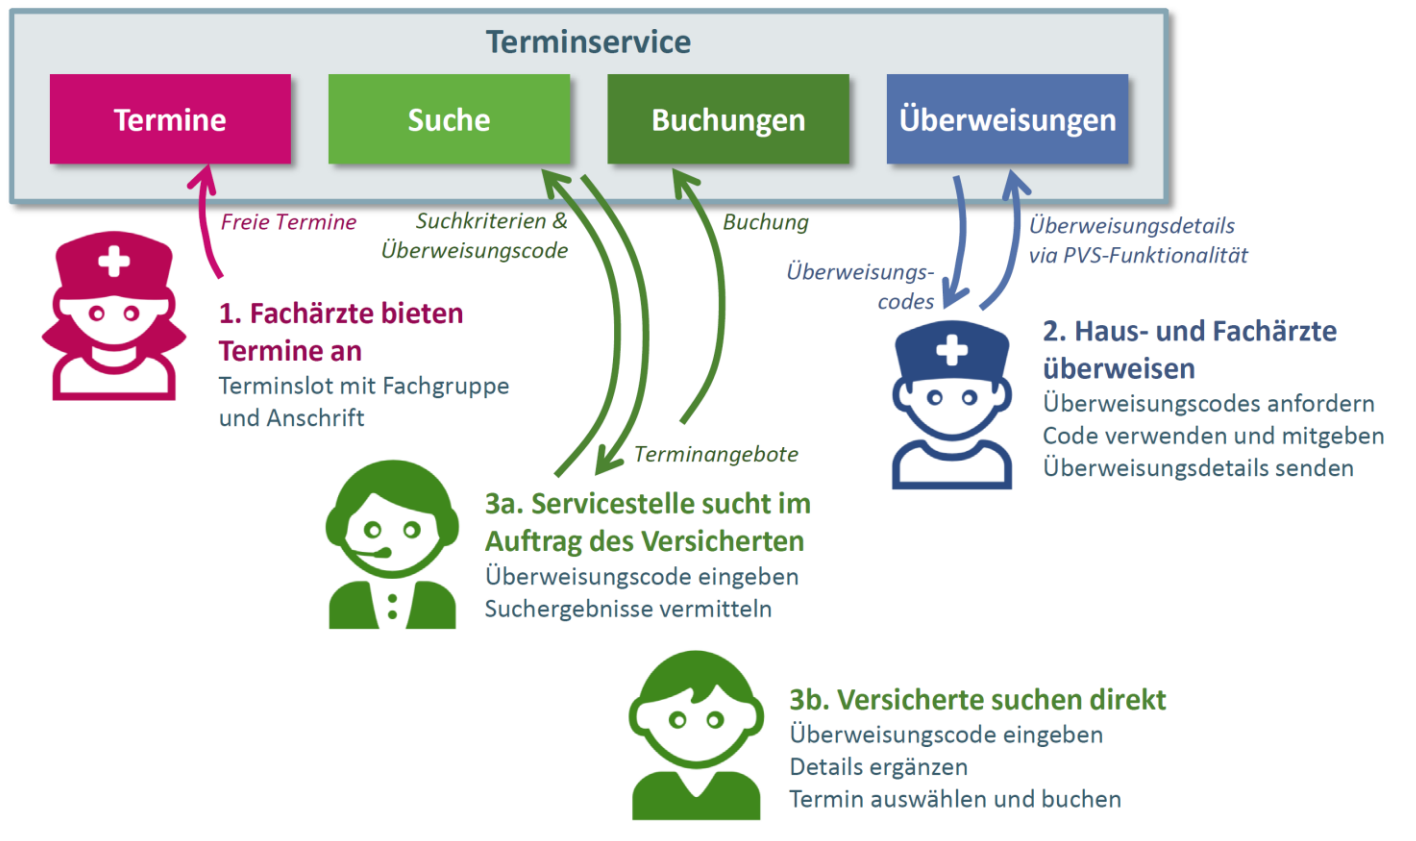 Terminservice
Termine
Suche
Buchungen
Überweisungen
Freie Termine
Suchkriterien &
Überweisungscode
Buchung
Überweisungs-
codes
Überweisungsdetails
via PVS-Funktionalität
1. Fachärzte bieten
Termine an
Terminslot mit Fachgruppe
und Anschrift
2. Haus- und Fachärzte
überweisen
Überweisungscodes anfordern
Code verwenden und mitgeben
Überweisungsdetails senden
Terminangebote
3a. Servicestelle sucht im
Auftrag des Versicherten
Überweisungscode eingeben
Suchergebnisse vermitteln
3b. Versicherte suchen direkt
Überweisungscode eingeben
Details ergänzen
Termin auswählen und buchen